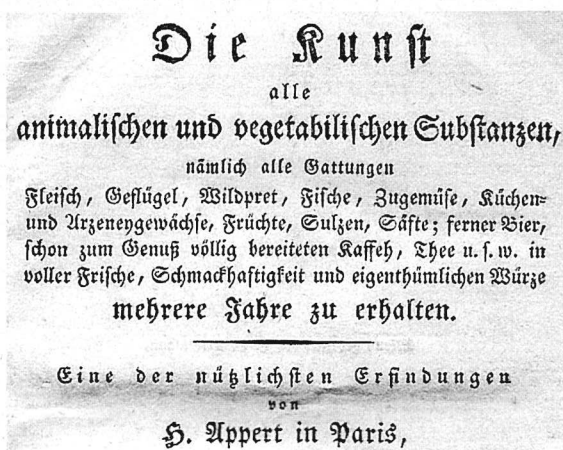 Die Kunst
alle
animalischen und vegetabilischen Substanzen,
nämlich alle Gattungen
Fleisch, Geflügel, Wildpret, Fische, Zugemüse, Küchen-
und Arzeneygewächse, Früchte, Sulzen, Säfte; ferner Bier,
schon zum Genuß völlig bereiteten Kaffeh, Thee u. s. w. in
voller Frische, Schmackhaftigkeit und eigenthümlichen Würze
mehrere Jahre zu erhalten.
Eine der nützlichsten Erfindungen
von
H. Appert in Paris,